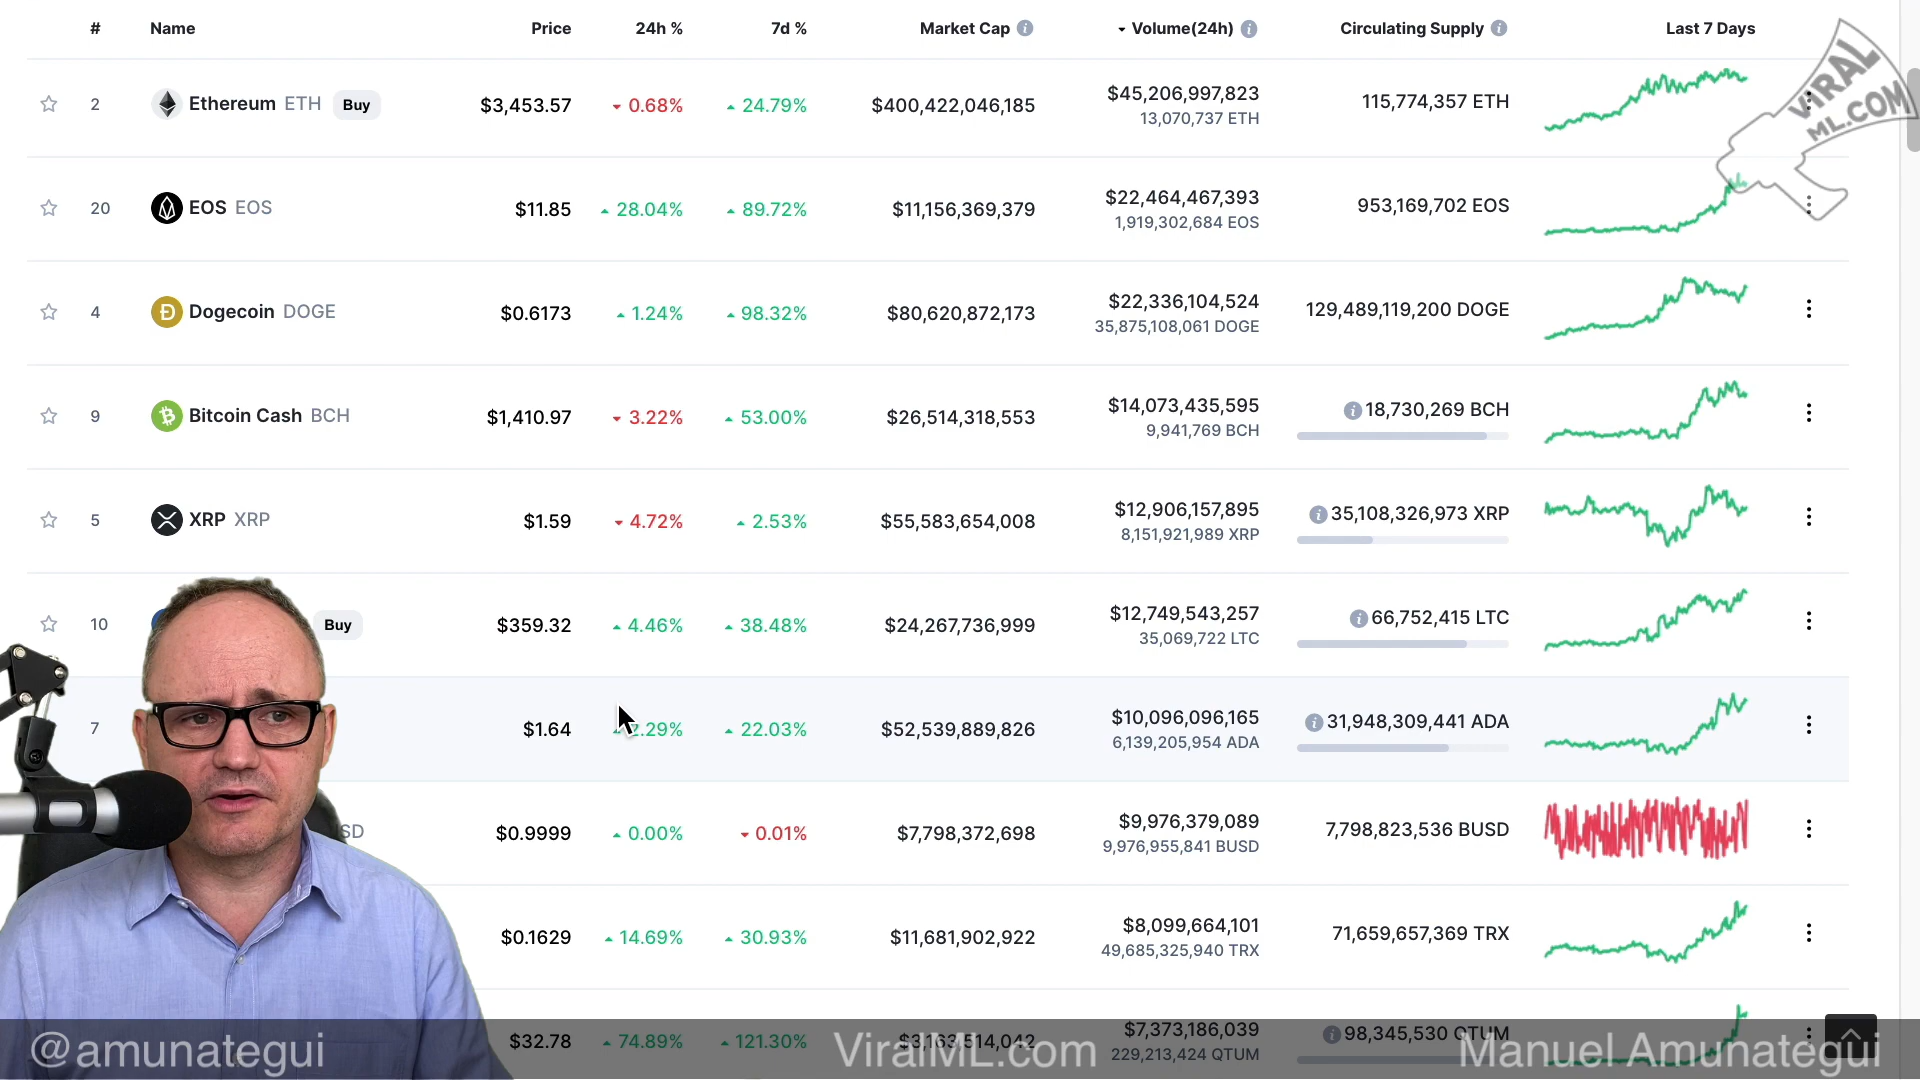 # Name Price 24h % 7d % Market Cap Volume(24h) Circulating Supply Last 7 Days
2 Ethereum ETH Buy $3,453.57 0.68% 24.79% $400,422,046,185 $45,206,997,823 115,774,357 ETH
13,070,737 ETH
20 EOS EOS $11.85 28.04% 89.72% $11,156,369,379 $22,464,467,393 953,169,702 EOS
1,919,302,684 EOS
4 Dogecoin DOGE $0.6173 1.24% 98.32% $80,620,872,173 $22,336,104,524 129,489,119,200 DOGE
35,875,108,061 DOGE
9 Bitcoin Cash BCH $1,410.97 3.22% 53.00% $26,514,318,553 $14,073,435,595 18,730,269 BCH
9,941,769 BCH
5 XRP XRP $1.59 4.72% 2.53% $55,583,654,008 $12,906,157,895 35,108,326,973 XRP
8,151,921,989 XRP
10 Buy $359.32 4.46% 38.48% $24,267,736,999 $12,749,543,257 66,752,415 LTC
35,069,722 LTC
7 $1.64 .29% 22.03% $52,539,889,826 $10,096,096,165 31,948,309,441 ADA
6,139,205,954 ADA
SD $0.9999 0.00% 0.01% $7,798,372,698 $9,976,379,089 7,798,823,536 BUSD
9,976,955,841 BUSD
$0.1629 14.69% 30.93% $11,681,902,922 $8,099,664,101 71,659,657,369 TRX
49,685,325,940 TRX
$32.78 74.89% 121.30% $3,163,514,042 $7,373,186,039 98,345,530 QTUM
229,213,424 QTUM
VIRAL
ML.COM
@amunategui ViralML.com Manuel Amunategui